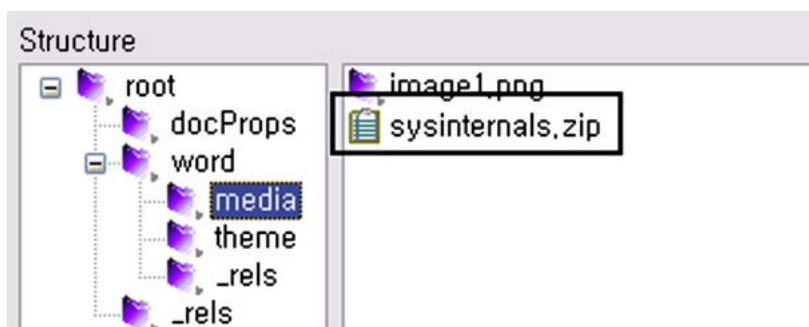 Structure
root
docProps
word
media
theme
_rels
_rels
image1.png
sysinternals.zip